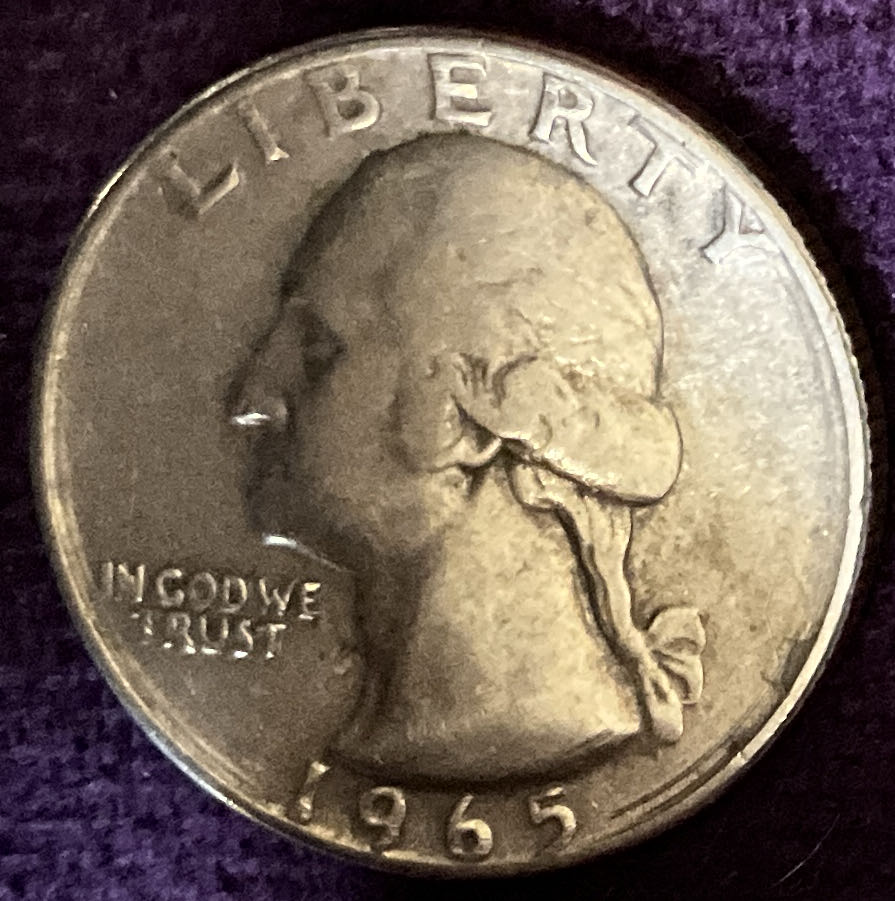 LIBERTY
IN GOD WE
TRUST
1965